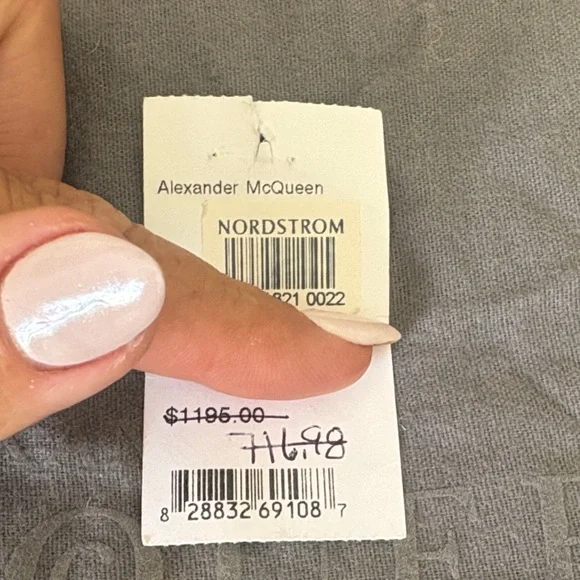 Alexander McQueen
NORDSTROM
821 0022
$1195.00
716.98
8 28832 69108 7